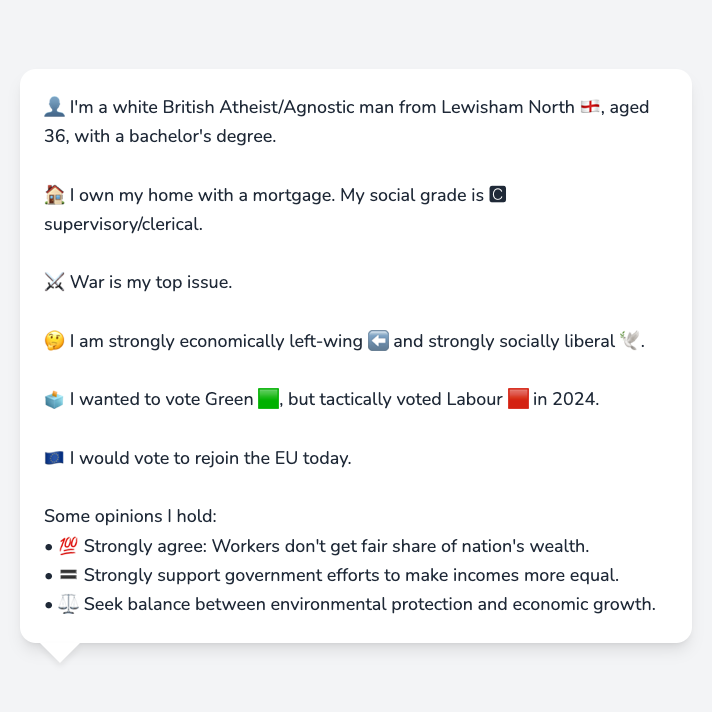 👤 I'm a white British Atheist/Agnostic man from Lewisham North 🏴󠁧󠁢󠁥󠁮󠁧󠁿, aged
36, with a bachelor's degree.
🏠 I own my home with a mortgage. My social grade is C
supervisory/clerical.
⚔️ War is my top issue.
🤔 I am strongly economically left-wing ⬅️ and strongly socially liberal 🕊️.
🗳️ I wanted to vote Green 🟩, but tactically voted Labour 🟥 in 2024.
🇪🇺 I would vote to rejoin the EU today.
Some opinions I hold:
• 💯 Strongly agree: Workers don't get fair share of nation's wealth.
• 🟰 Strongly support government efforts to make incomes more equal.
• ⚖️ Seek balance between environmental protection and economic growth.